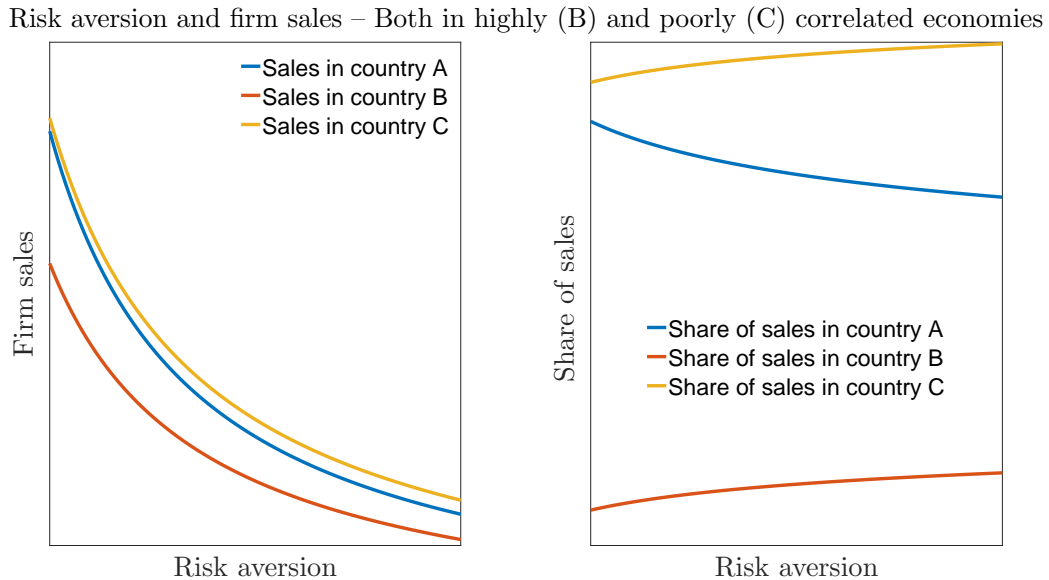 Risk aversion and firm sales – Both in highly (B) and poorly (C) correlated economies
Firm sales
Sales in country A
Sales in country B
Sales in country C
Risk aversion
Share of sales
Share of sales in country A
Share of sales in country B
Share of sales in country C
Risk aversion